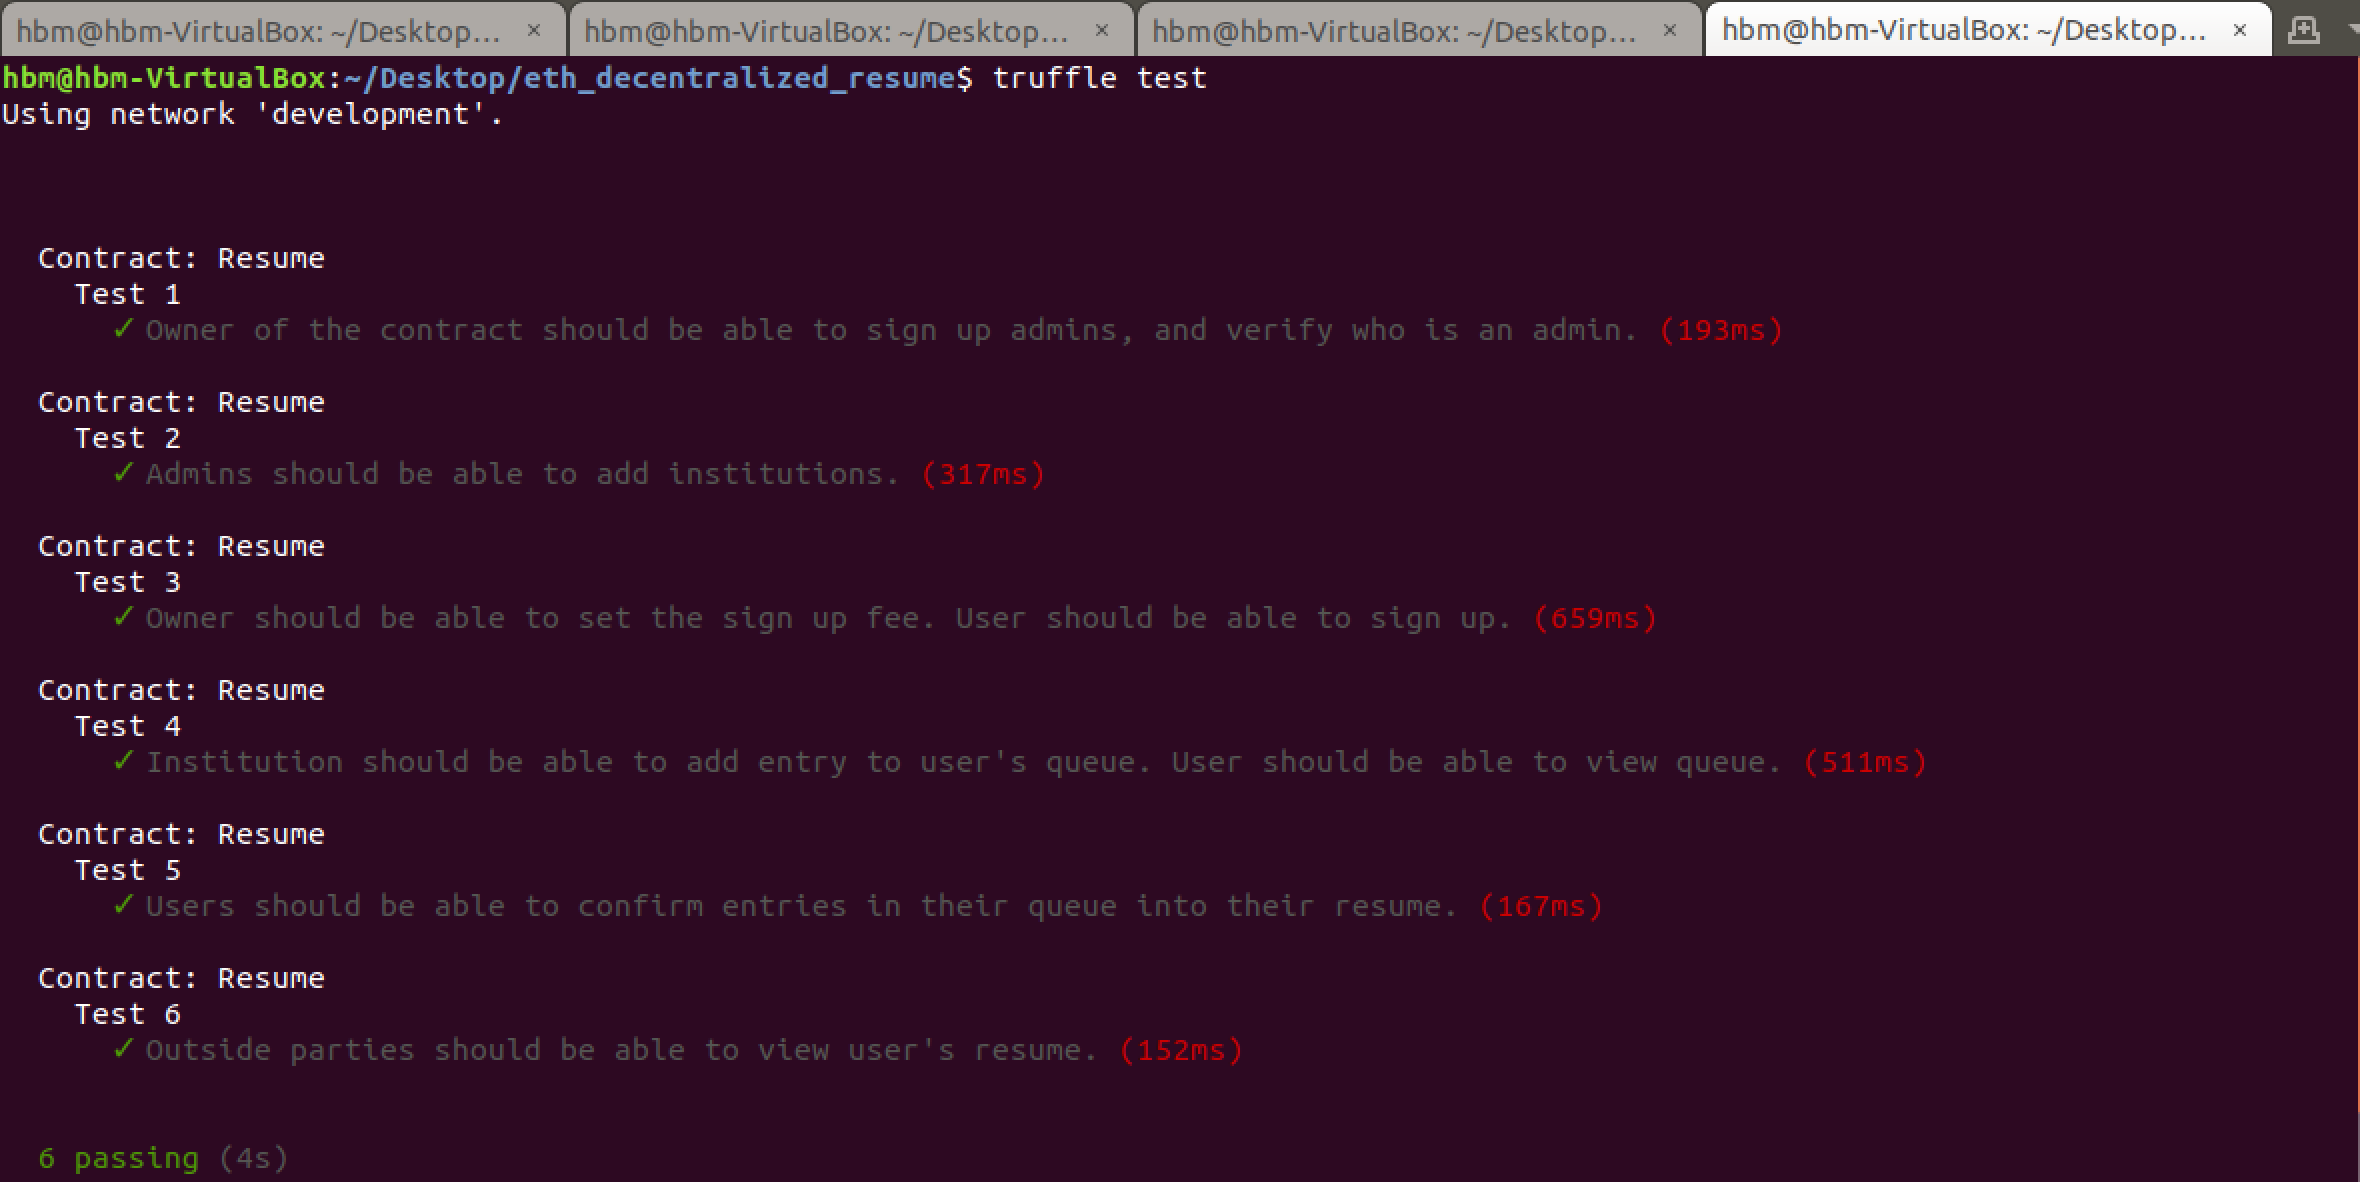 hbm@hbm-VirtualBox: ~/Desktop... × hbm@hbm-VirtualBox: ~/Desktop... × hbm@hbm-VirtualBox: ~/Desktop... × hbm@hbm-VirtualBox: ~/Desktop... ×
hbm@hbm-VirtualBox:~/Desktop/eth_decentralized_resume$ truffle test
Using network 'development'.
Contract: Resume
Test 1
✓ Owner of the contract should be able to sign up admins, and verify who is an admin. (193ms)
Contract: Resume
Test 2
✓ Admins should be able to add institutions. (317ms)
Contract: Resume
Test 3
✓ Owner should be able to set the sign up fee. User should be able to sign up. (659ms)
Contract: Resume
Test 4
✓ Institution should be able to add entry to user's queue. User should be able to view queue. (511ms)
Contract: Resume
Test 5
✓ Users should be able to confirm entries in their queue into their resume. (167ms)
Contract: Resume
Test 6
✓ Outside parties should be able to view user's resume. (152ms)
6 passing (4s)